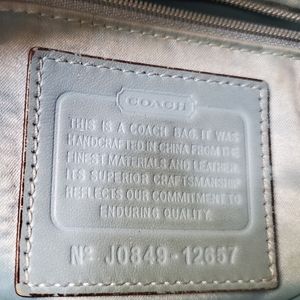 COACH
THIS IS A COACH BAG. IT WAS
HANDCRAFTED IN CHINA FROM THE
FINEST MATERIALS AND LEATHER.
ITS SUPERIOR CRAFTSMANSHIP
REFLECTS OUR COMMITMENT TO
ENDURING QUALITY.
Nº J0849-12657